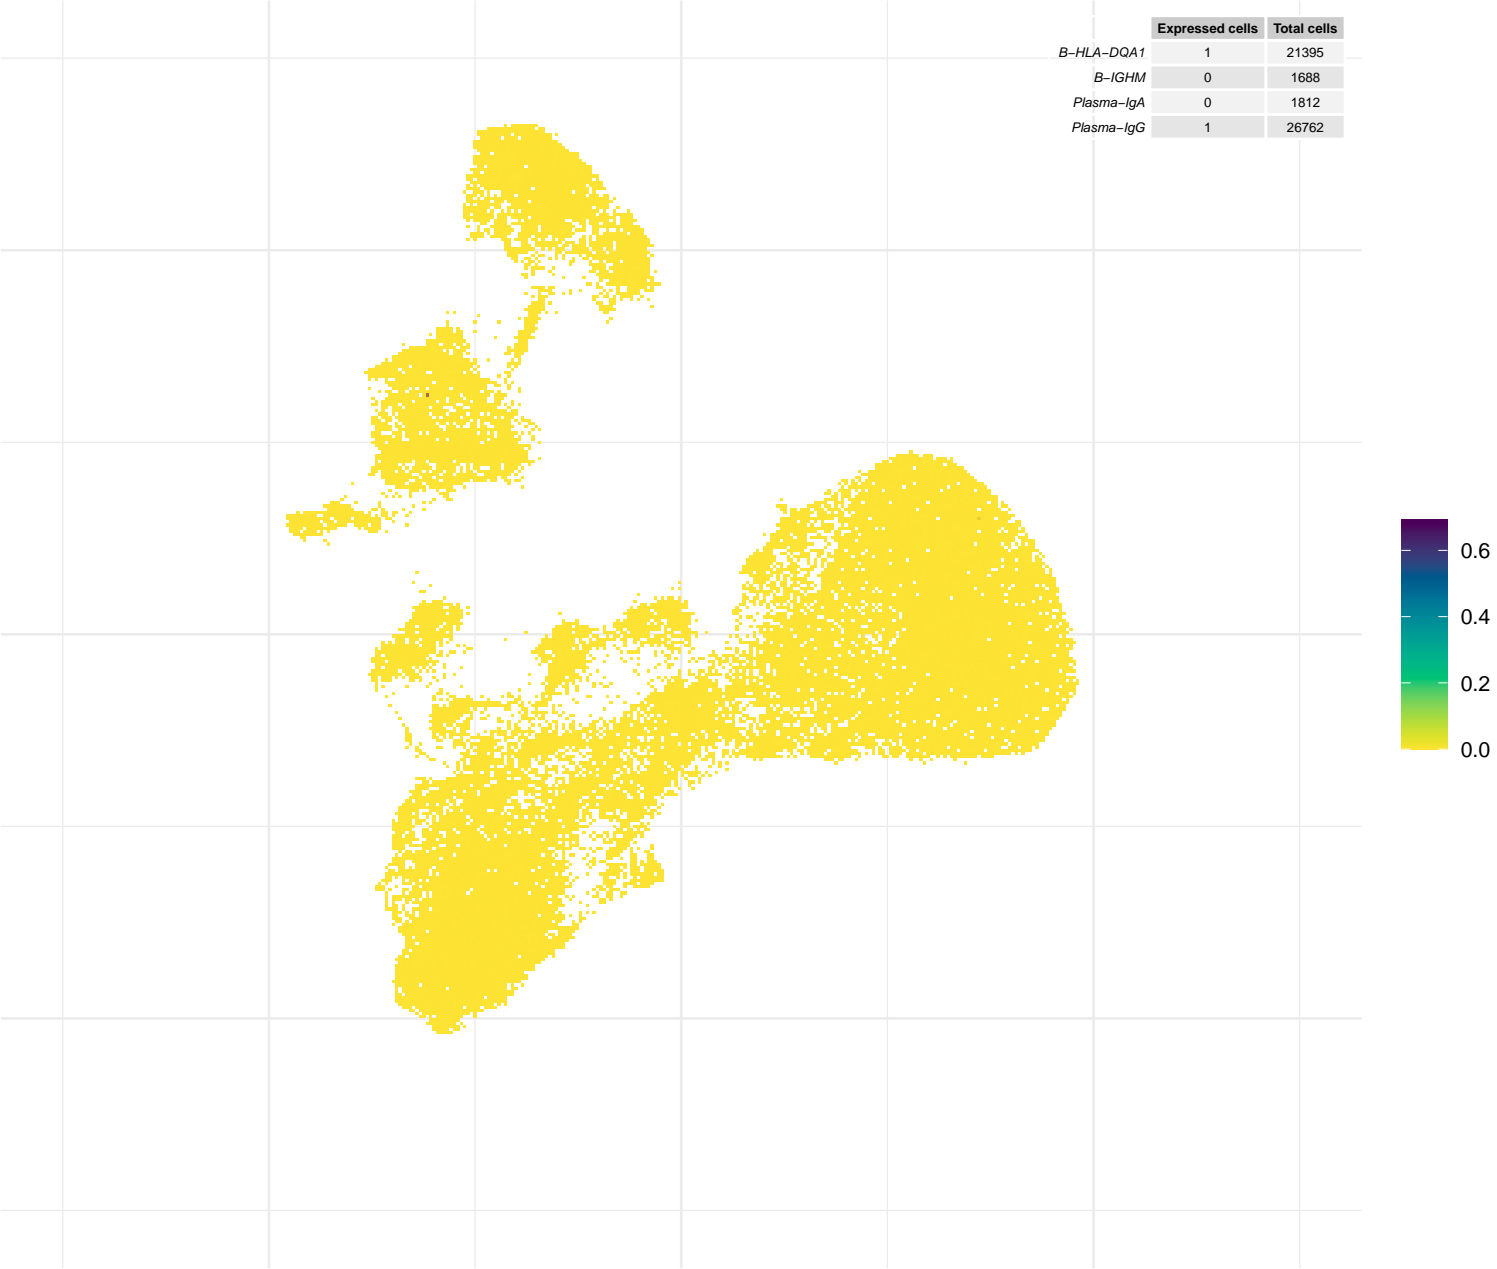 Expressed cells Total cells
B−HLA−DQA1 1 21395
B−IGHM 0 1688
Plasma−IgA 0 1812
Plasma−IgG 1 26762
0.6
0.4
0.2
0.0